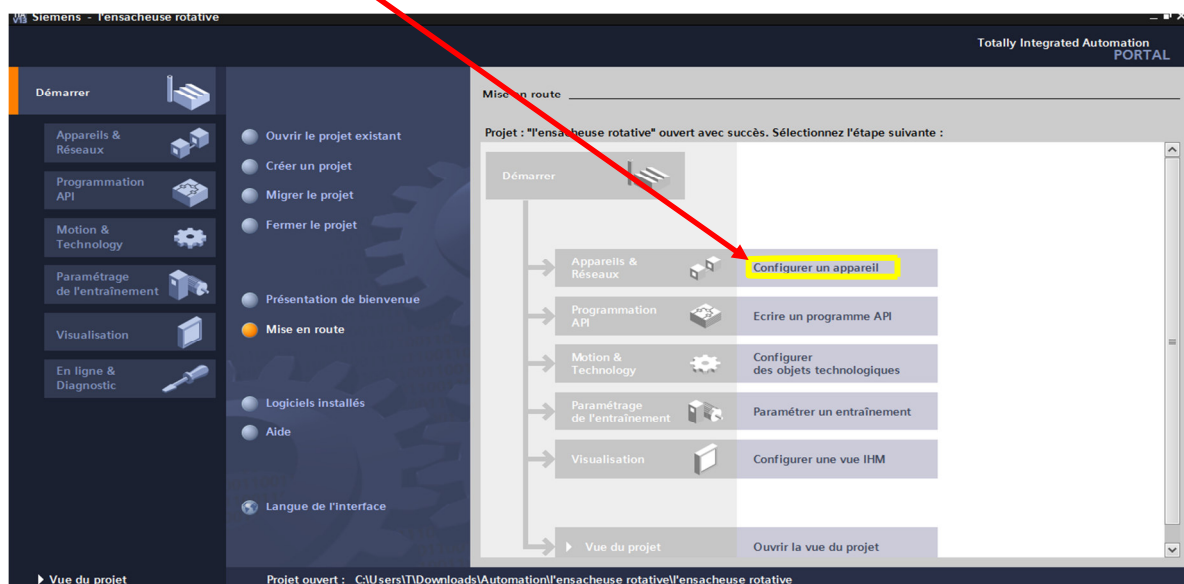 Siemens - l'ensacheuse rotative
Totally Integrated Automation
PORTAL
Démarrer
Appareils &
Réseaux
Programmation
API
Motion &
Technology
Paramétrage
de l'entraînement
Visualisation
En ligne &
Diagnostic
Vue du projet
Ouvrir le projet existant
Créer un projet
Migrer le projet
Fermer le projet
Présentation de bienvenue
Mise en route
Logiciels installés
Aide
Langue de l'interface
Mise en route
Projet : "l'ensacheuse rotative" ouvert avec succès. Sélectionnez l'étape suivante :
Démarrer
Appareils &
Réseaux
Configurer un appareil
Programmation
API
Ecrire un programme API
Motion &
Technology
Configurer
des objets technologiques
Paramétrage
de l'entraînement
Paramétrer un entraînement
Visualisation
Configurer une vue IHM
Vue du projet
Ouvrir la vue du projet
Projet ouvert : C:\Users\T\Downloads\Automation\l'ensacheuse rotative\l'ensacheuse rotative